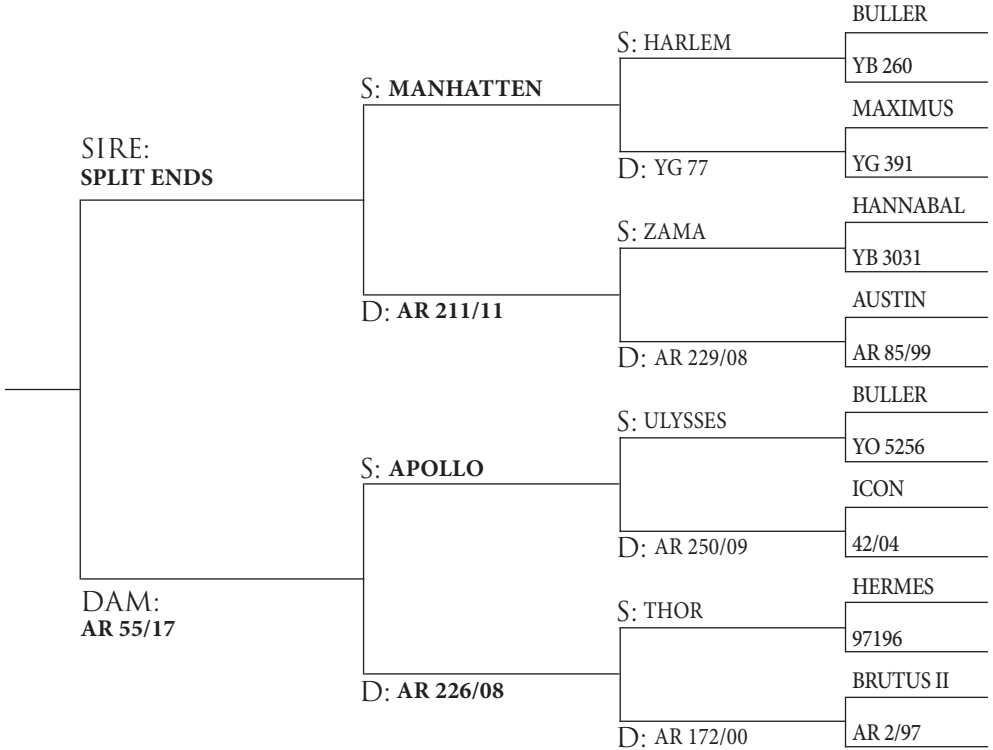 BULLER
S: HARLEM
YB 260
S: MANHATTEN
MAXIMUS
SIRE:
SPLIT ENDS
D: YG 77
YG 391
HANNABAL
S: ZAMA
YB 3031
D: AR 211/11
AUSTIN
D: AR 229/08
AR 85/99
BULLER
S: ULYSSES
YO 5256
S: APOLLO
ICON
D: AR 250/09
42/04
DAM:
AR 55/17
HERMES
S: THOR
97196
D: AR 226/08
BRUTUS II
D: AR 172/00
AR 2/97